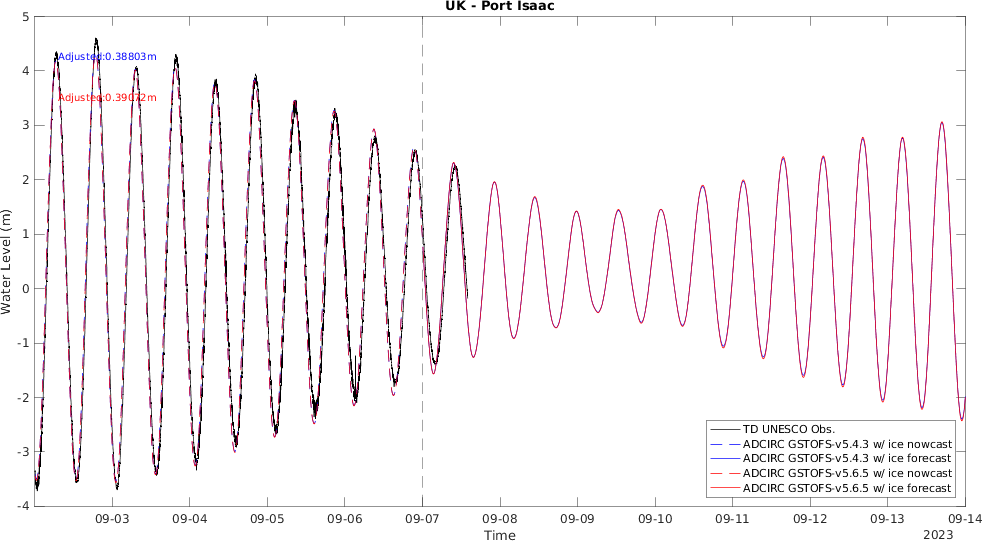 UK - Port Isaac
5
4
3
2
1
0
-1
-2
-3
-4
Water Level (m)
Adjusted:0.38803m
Adjusted:0.39072m
TD UNESCO Obs.
ADCIRC GSTOFS-v5.4.3 w/ ice nowcast
ADCIRC GSTOFS-v5.4.3 w/ ice forecast
ADCIRC GSTOFS-v5.6.5 w/ ice nowcast
ADCIRC GSTOFS-v5.6.5 w/ ice forecast
09-03 09-04 09-05 09-06 09-07 09-08 09-09 09-10 09-11 09-12 09-13 09-14
Time
2023